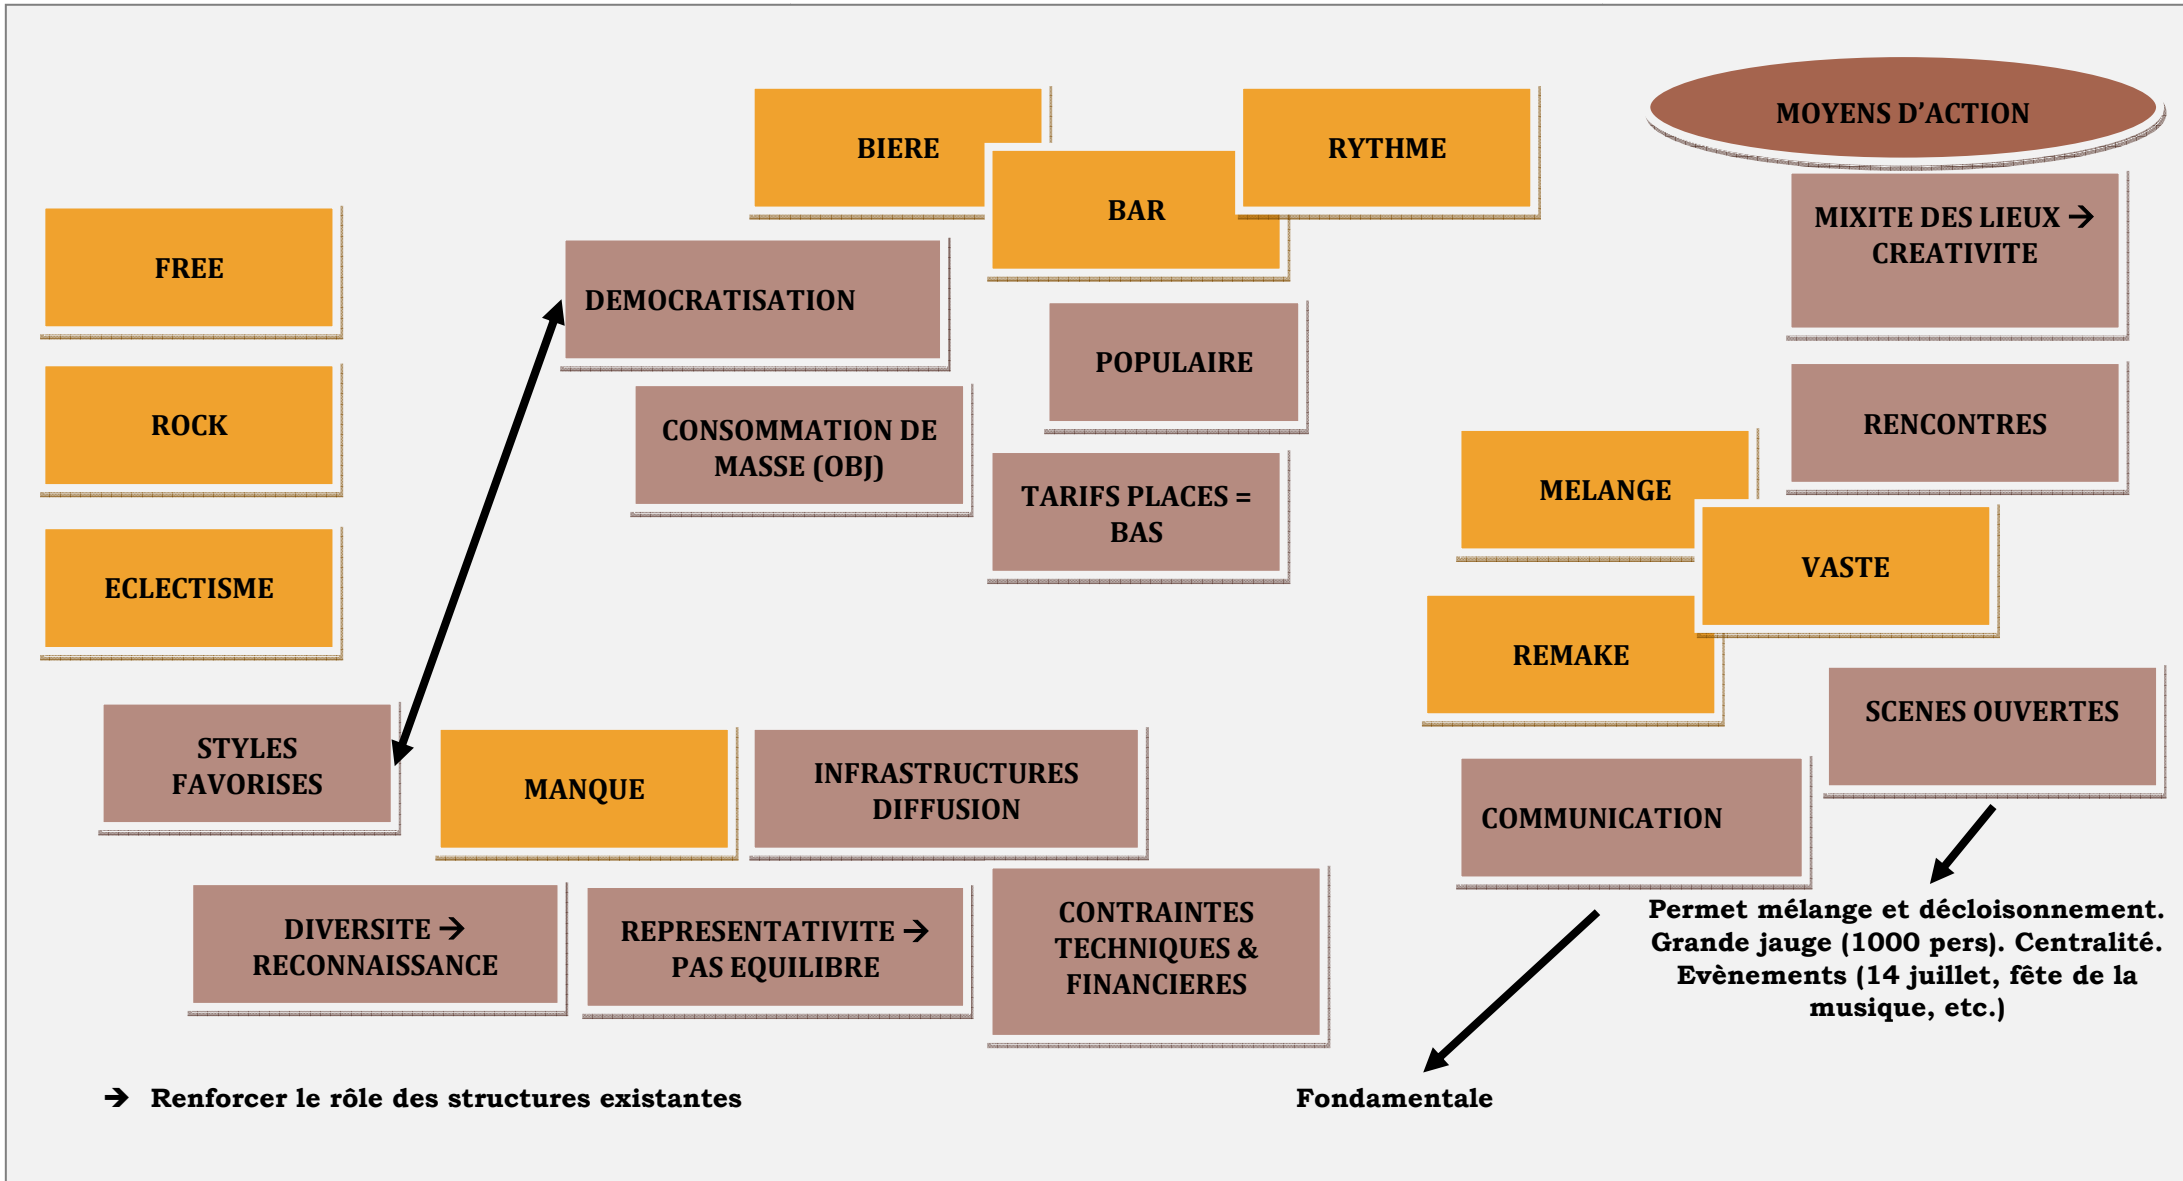 MOYENS D’ACTION
BIERE
BAR
RYTHME
MIXITE DES LIEUX →
CREATIVITE
FREE
DEMOCRATISATION
POPULAIRE
RENCONTRES
ROCK
CONSOMMATION DE
MASSE (OBJ)
TARIFS PLACES =
BAS
MELANGE
VASTE
ECLECTISME
REMAKE
SCENES OUVERTES
STYLES
FAVORISES
MANQUE
INFRASTRUCTURES
DIFFUSION
COMMUNICATION
DIVERSITE →
RECONNAISSANCE
REPRESENTATIVITE →
PAS EQUILIBRE
CONTRAINTES
TECHNIQUES &
FINANCIERES
Permet mélange et décloisonnement.
Grande jauge (1000 pers). Centralité.
Evènements (14 juillet, fête de la
musique, etc.)
→ Renforcer le rôle des structures existantes
Fondamentale